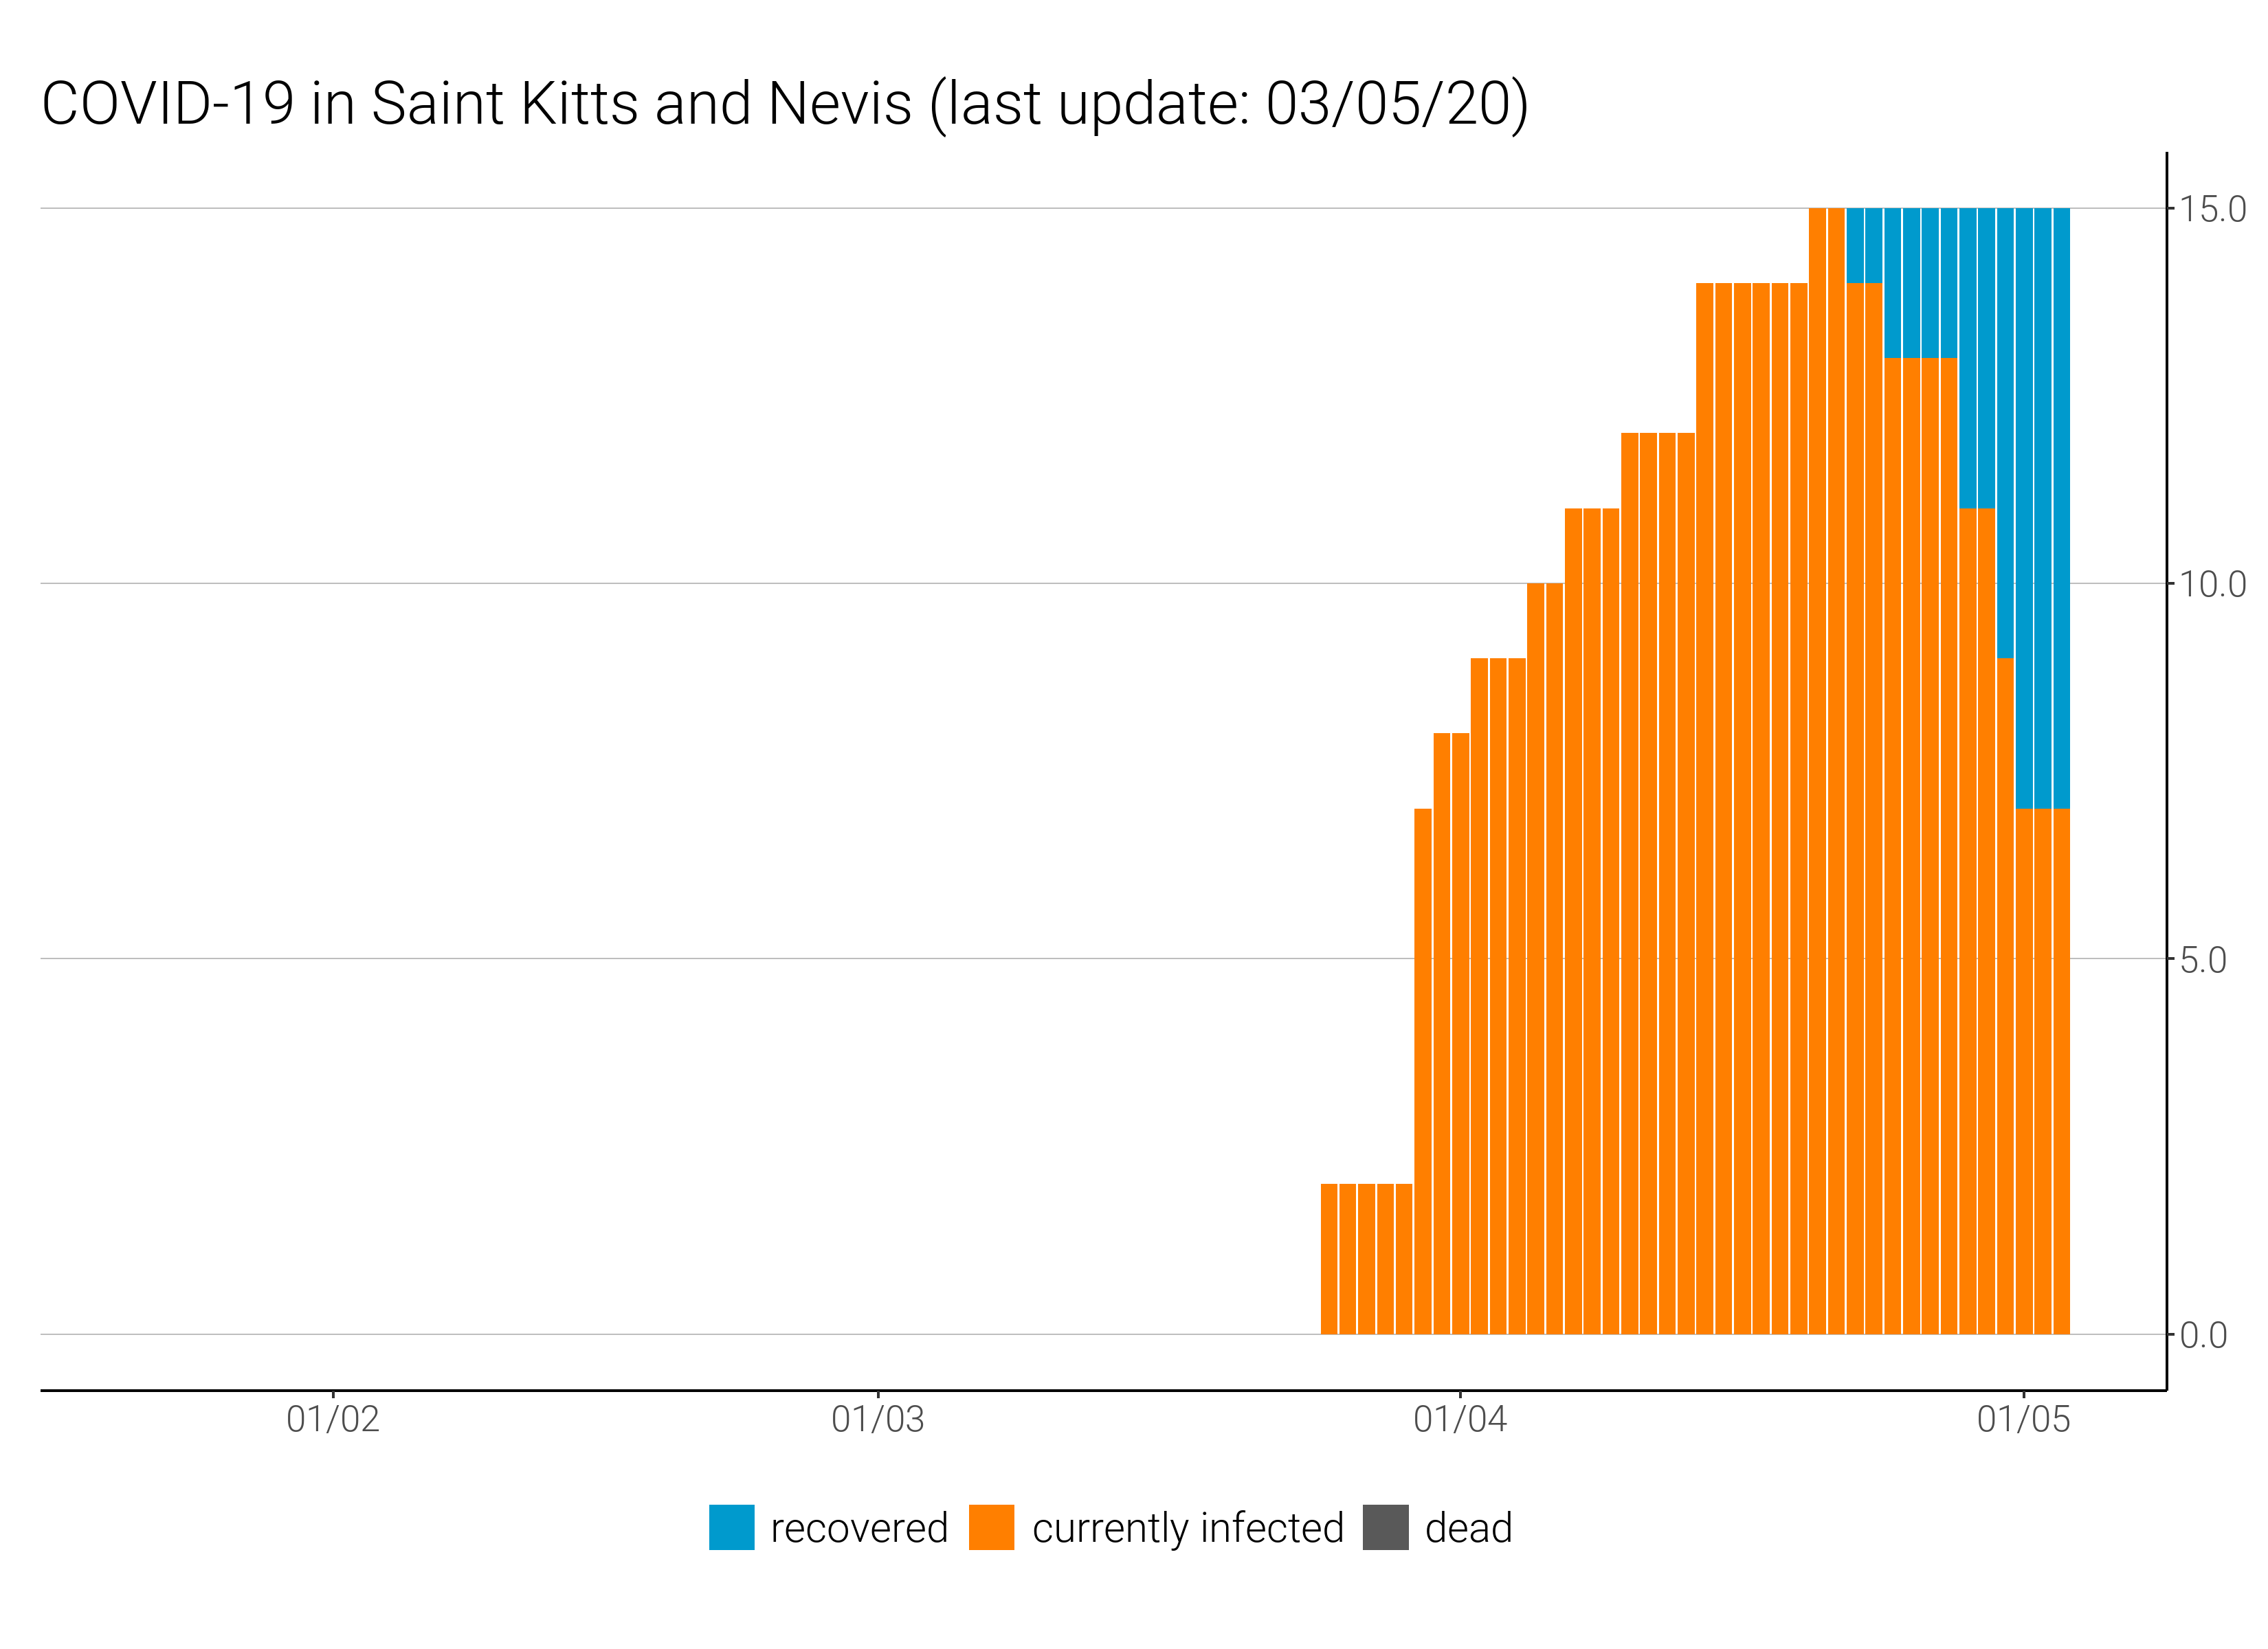 COVID-19 in Saint Kitts and Nevis (last update: 03/05/20)
15.0
10.0
5.0
0.0
01/02 01/03 01/04 01/05
recovered currently infected dead